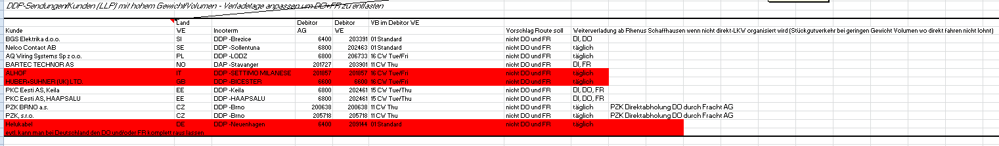 DDP-Sendungen/Kunden (LLP) mit hohem Gewicht/Volumen - Verladetage anpassen um DO+FR zu entlasten
Land Debitor Debitor VB im Debitor WE
Kunde WE Incoterm AG WE Vorschlag Route soll Weiterverladung ab Rhenus Schaffhausen wenn nicht direkt-LKW organisiert wird (Stückgutverkehr bei geringen Gewicht Volumen wo direkt fahren nicht lohnt)
BGS Elektrika d.o.o. SI DDP -Brezice 6400 203391 01 Standard nicht DO und FR DI, DO
Nelco Contact AB SE DDP -Sollentuna 6800 202463 01 Standard nicht DO und FR täglich
AQ Wiring Systems Sp z o.o. PL DDP -LODZ 6800 206733 16 CW Tue/Fri nicht DO und FR täglich
BARTEC TECHNOR AS NO DAP -Stavanger 201727 203901 11 CW Thu nicht DO und FR DI, FR
ALHOF IT DDP -SETTIMO MILANESE 201857 201857 16 CW Tue/Fri nicht DO und FR täglich
HUBER-SUHNER (UK) LTD. GB DDP -BICESTER 6600 6600 16 CW Tue/Fri nicht DO und FR täglich
PKC Eesti AS, Keila EE DDP -Keila 6800 202461 15 CW Tue/Thu nicht DO und FR DI, DO, FR
PKC Eesti AS, HAAPSALU EE DDP -HAAPSALU 6800 202461 15 CW Tue/Thu nicht DO und FR DI, DO, FR
PZK BRNO a.s. CZ DDP -Brno 200638 200638 11 CW Thu nicht DO und FR täglich PZK Direktabholung DO durch Fracht AG
PZK, s.r.o. CZ DDP -Brno 205718 205718 11 CW Thu nicht DO und FR täglich PZK Direktabholung DO durch Fracht AG
Helukabel DE DDP -Neuenhagen 6400 209144 01 Standard nicht DO und FR täglich
evtl. kann man bei Deutschland den DO und/oder FR komplett raus lassen